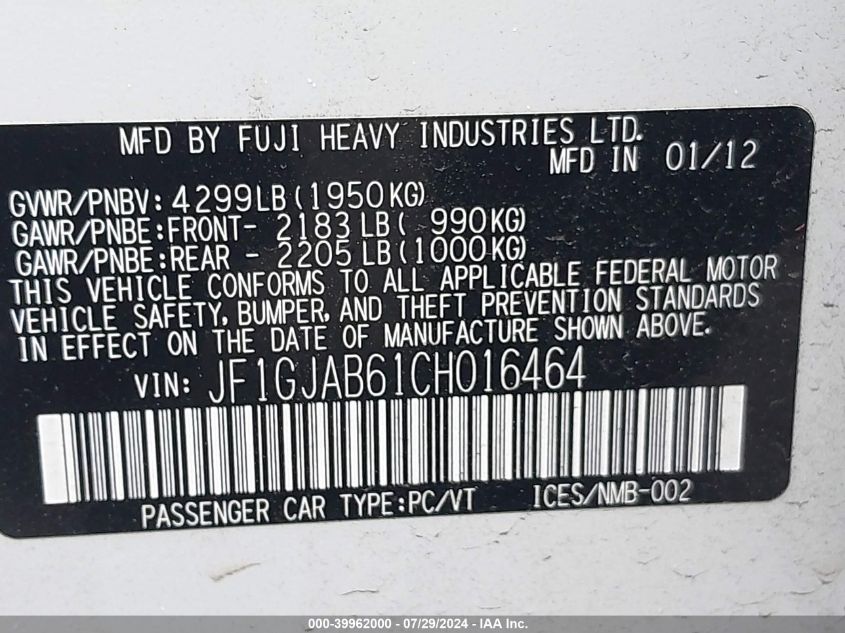 MFD BY FUJI HEAVY INDUSTRIES LTD.
MFD IN 01/12
GVWR/PNBV: 4299LB (1950KG)
GAWR/PNBE: FRONT- 2183 LB ( 990KG)
GAWR/PNBE: REAR - 2205 LB (1000KG)
THIS VEHICLE CONFORMS TO ALL APPLICABLE FEDERAL MOTOR
VEHICLE SAFETY, BUMPER, AND THEFT PREVENTION STANDARDS
IN EFFECT ON THE DATE OF MANUFACTURE SHOWN ABOVE.
VIN: JF1GJAB61CH016464
PASSENGER CAR TYPE:PC/VT ICES/NMB-002
000-39962000 - 07/29/2024 - IAA Inc.